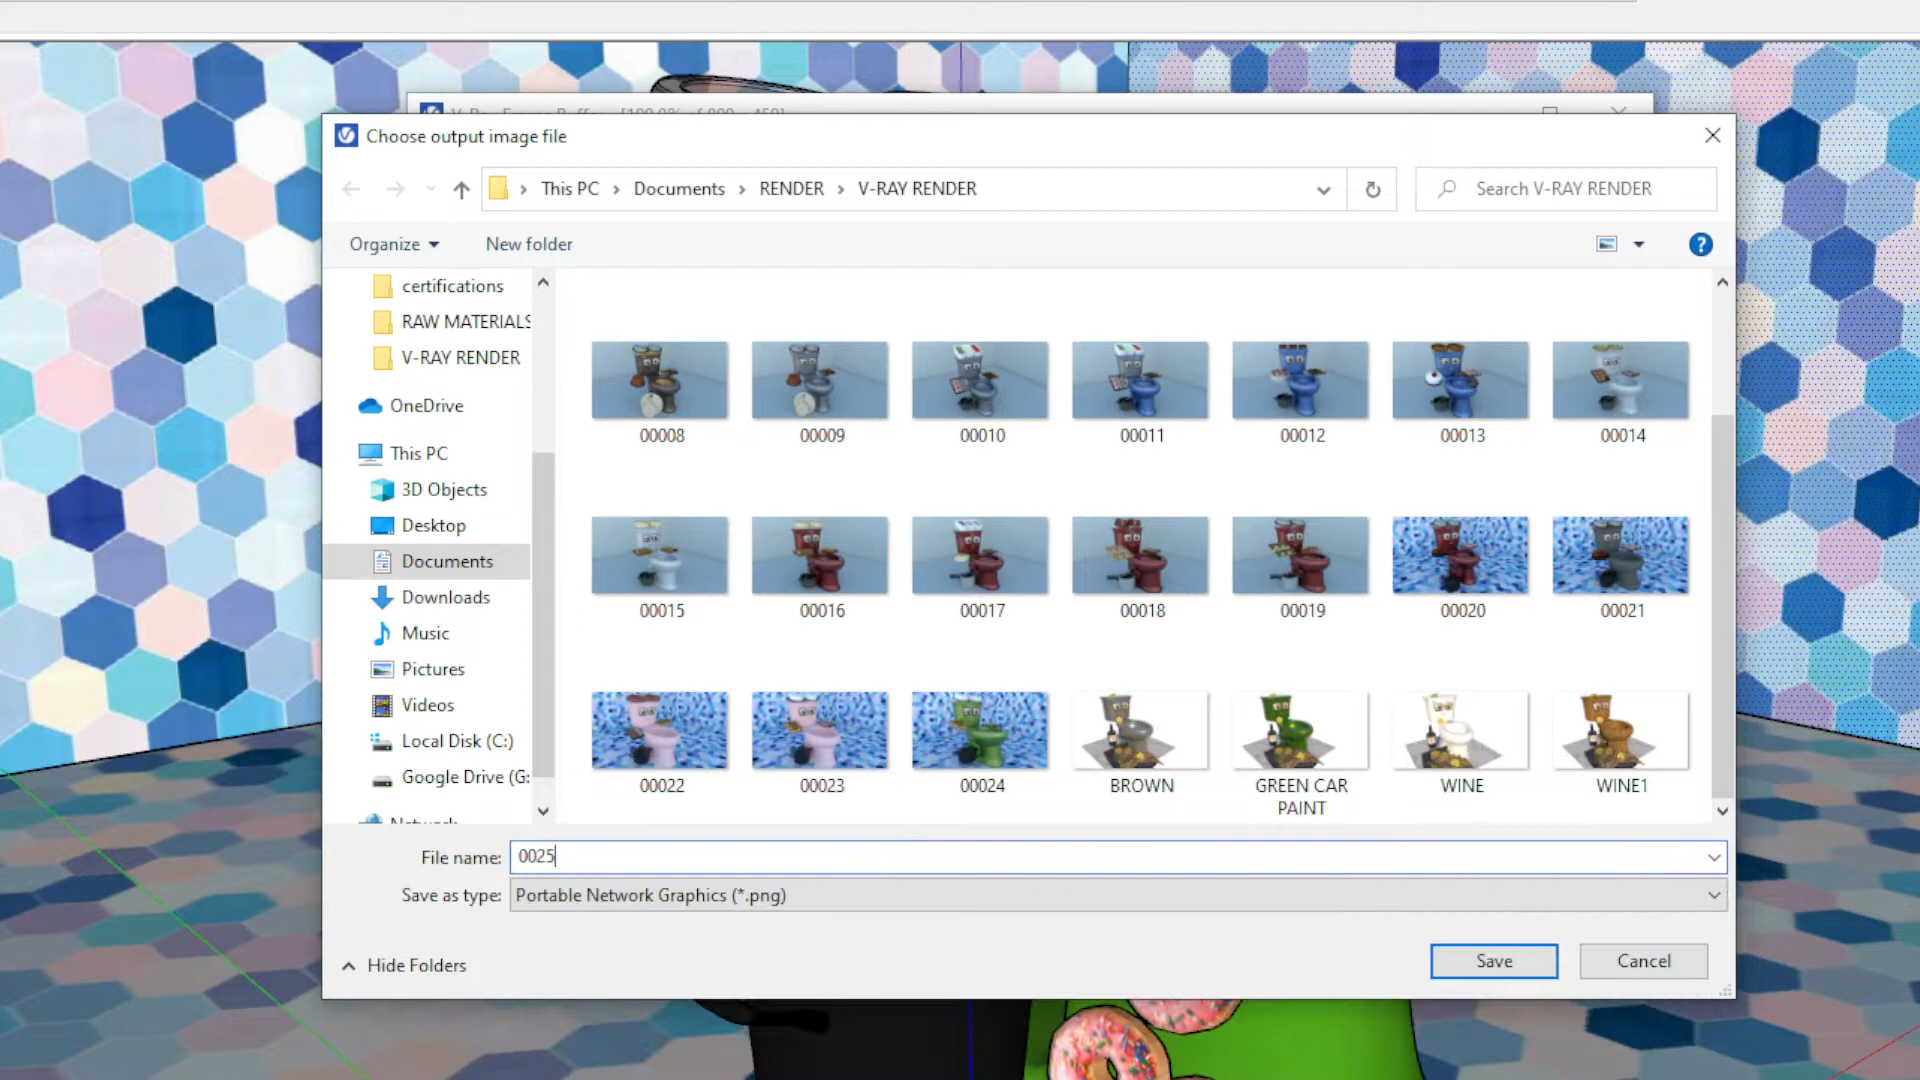 Choose output image file
This PC
Documents
RENDER
V-RAY RENDER
Search V-RAY RENDER
Organize
New folder
certifications
RAW MATERIALS
V-RAY RENDER
OneDrive
This PC
3D Objects
Desktop
Documents
Downloads
Music
Pictures
Videos
Local Disk (C:)
Google Drive (G:
00008
00009
00010
00011
00012
00013
00014
00015
00016
00017
00018
00019
00020
00021
00022
00023
00024
BROWN
GREEN CAR
PAINT
WINE
WINE1
File name:
0025
Save as type:
Portable Network Graphics (*.png)
Hide Folders
Save
Cancel